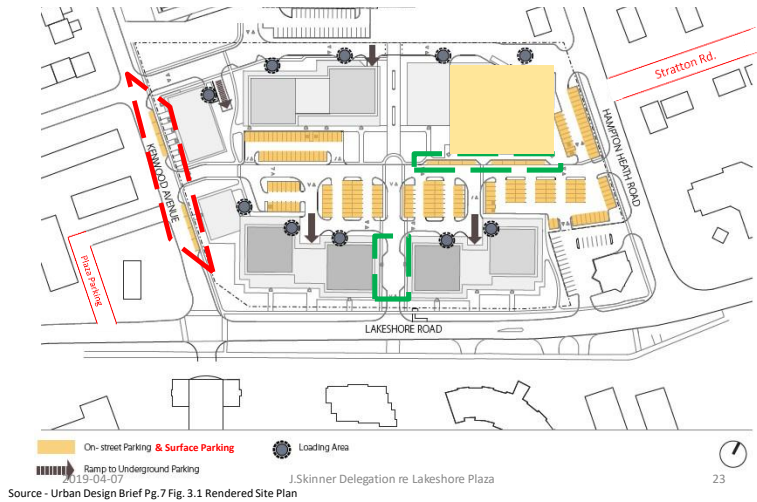 Stratton Rd.
HAMPTON HEATH ROAD
KENWOOD AVENUE
Plaza Parking
LAKESHORE ROAD
On- street Parking & Surface Parking
Loading Area
Ramp to Underground Parking
2019-04-07
J.Skinner Delegation re Lakeshore Plaza
23
Source - Urban Design Brief Pg.7 Fig. 3.1 Rendered Site Plan